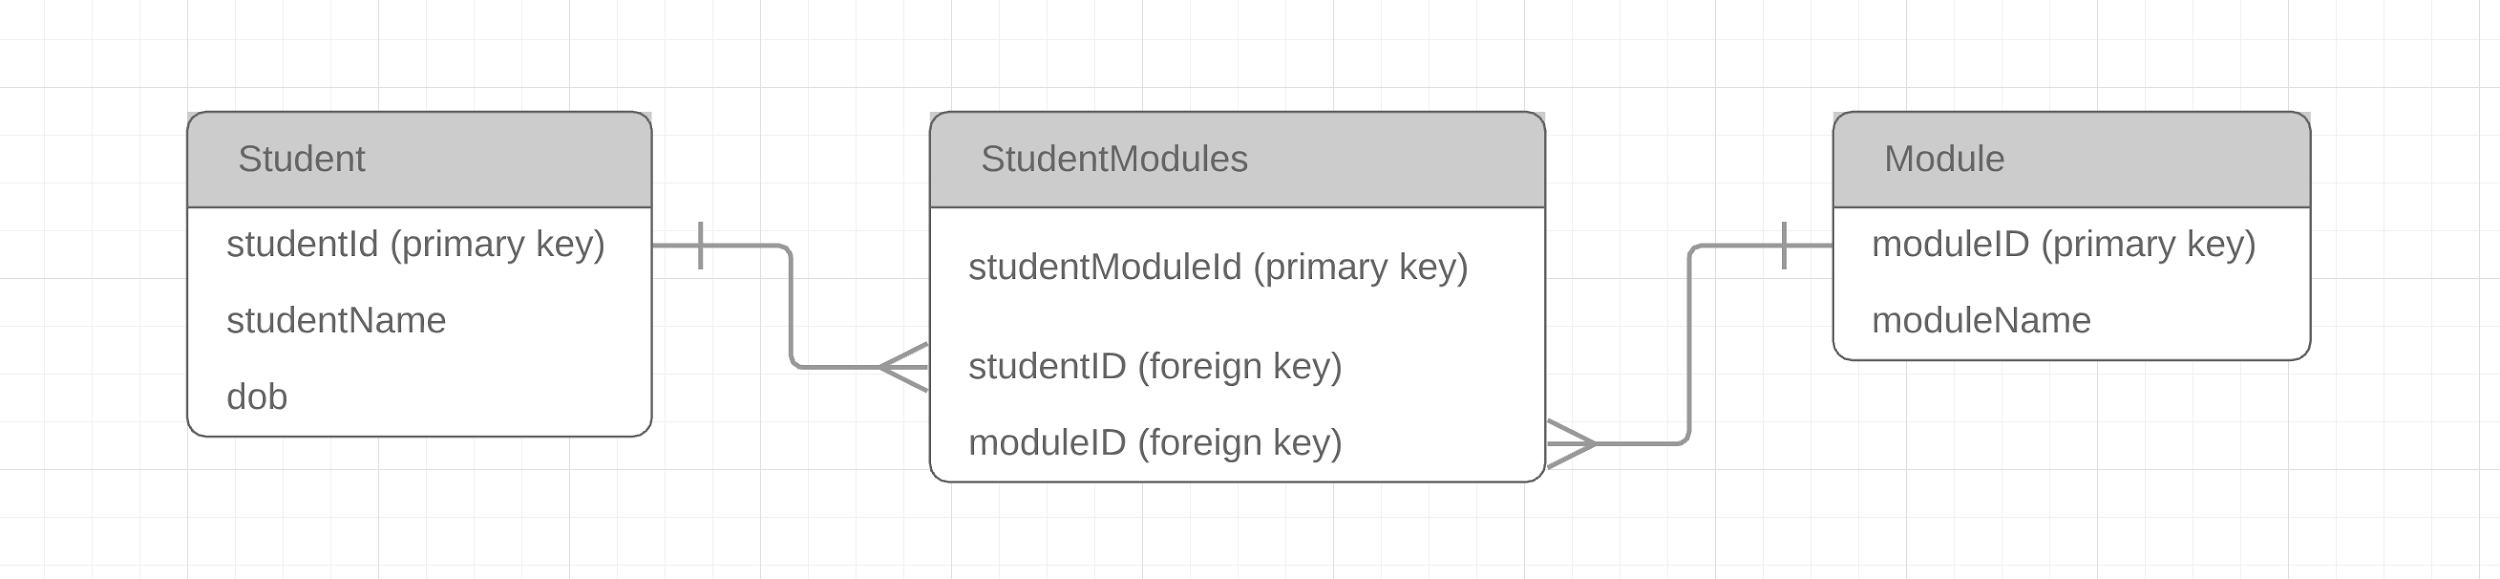 Student
studentId (primary key)
studentName
dob
StudentModules
studentModuleId (primary key)
studentID (foreign key)
moduleID (foreign key)
Module
moduleID (primary key)
moduleName